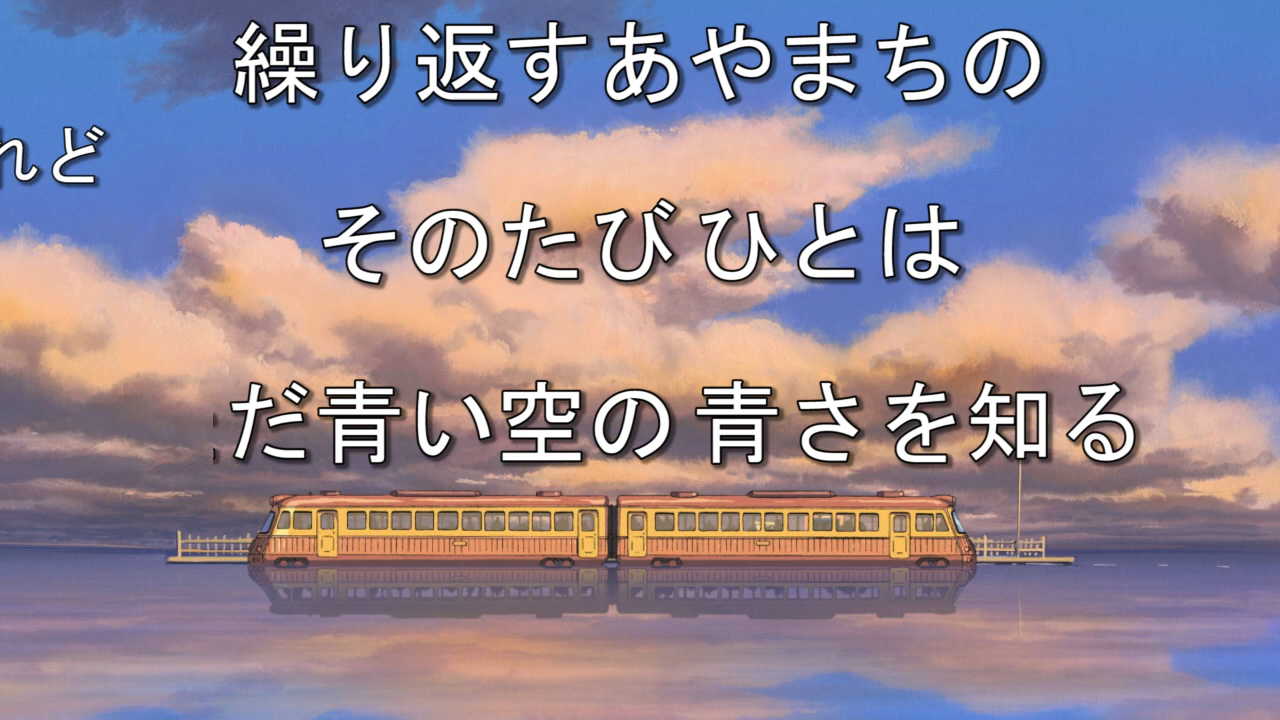 繰り返すあやまちの
れど
そのたび ひとは
だ青い空の 青さを知る